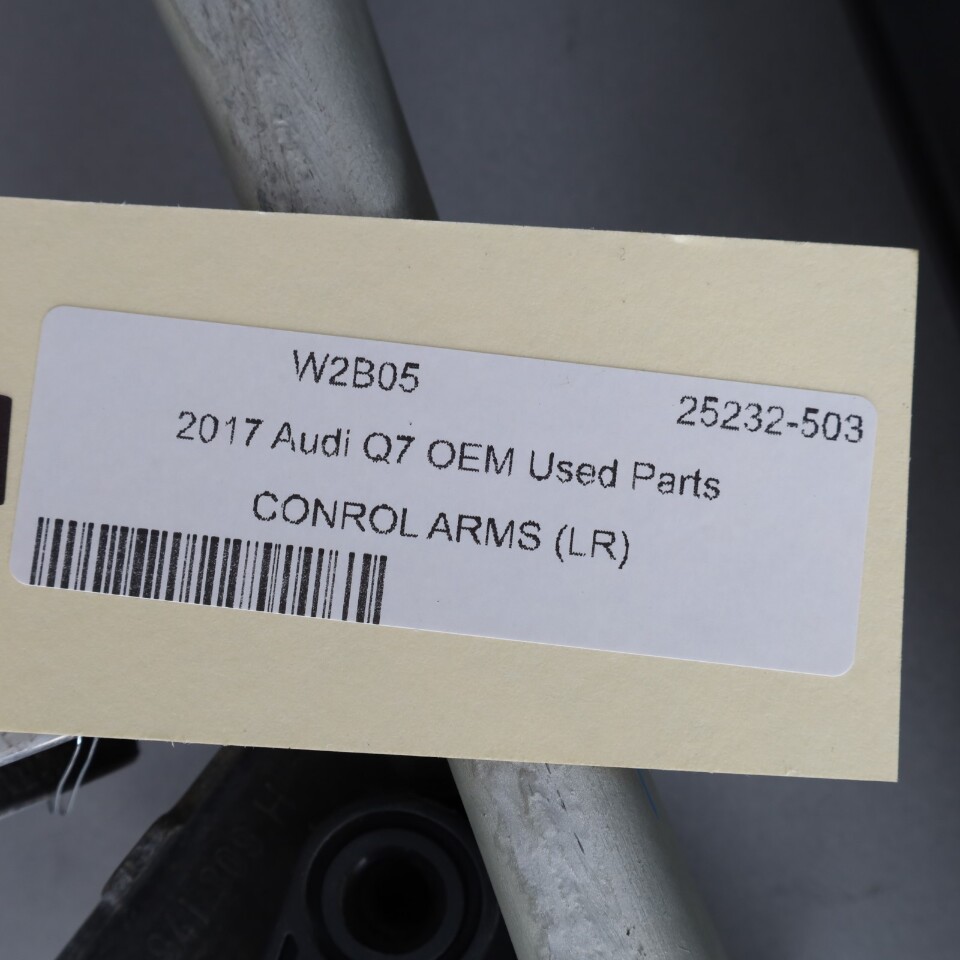 W2B05
25232-503
2017 Audi Q7 OEM Used Parts
CONROL ARMS (LR)